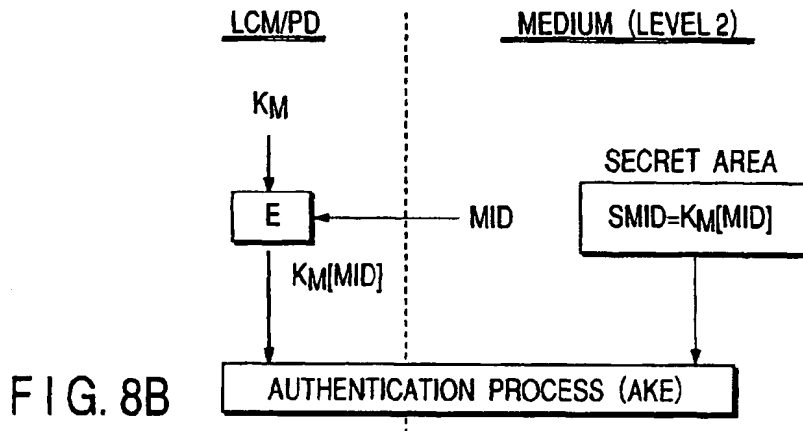 LCM/PD
MEDIUM (LEVEL 2)
KM
SECRET AREA
E
MID
SMID=KM[MID]
KM[MID]
AUTHENTICATION PROCESS (AKE)
FIG. 8B